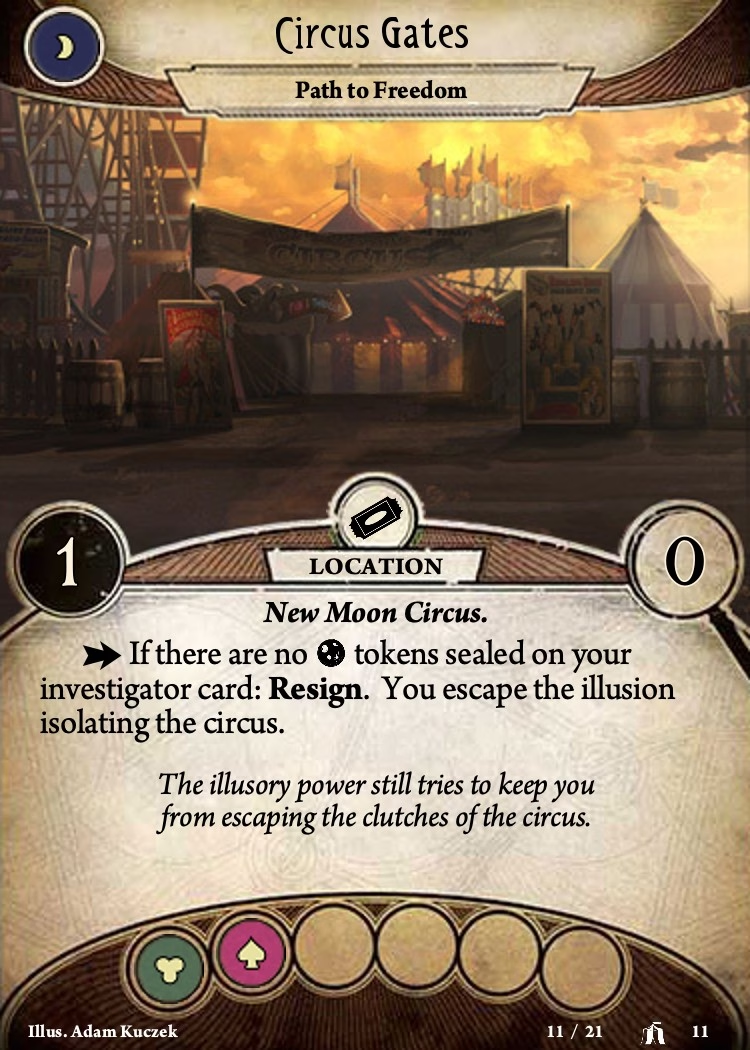 Circus Gates
Path to Freedom
CIRCUS
1
LOCATION
0
New Moon Circus.
If there are no tokens sealed on your
investigator card: Resign. You escape the illusion
isolating the circus.
The illusory power still tries to keep you
from escaping the clutches of the circus.
Illus. Adam Kuczek
11 / 21
11